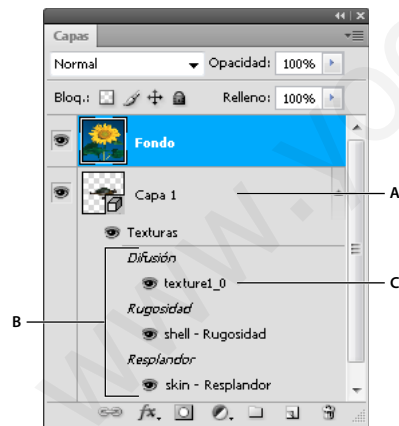 Capas
Normal Opacidad: 100%
Bloq.: Relleno: 100%
Fondo
Capa 1 A
Texturas
Difusión
texture1_0 C
Rugosidad
B
shell - Rugosidad
Resplandor
skin - Resplandor
fx.